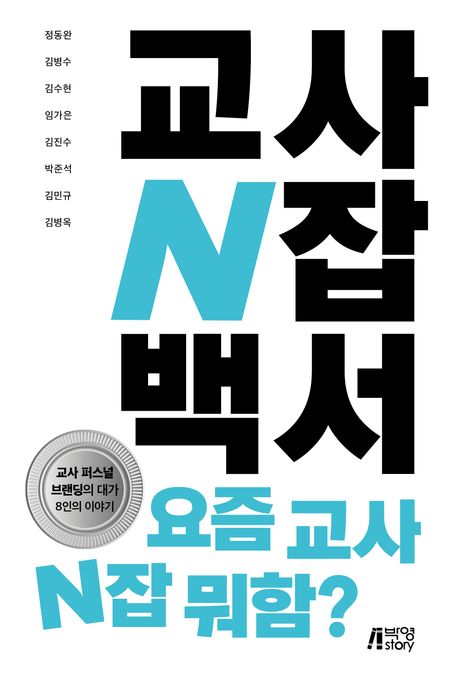 정동완
김병수
김수현
임가은
김진수
박준석
김민규
김병옥
교사
N잡
백서
교사 퍼스널
브랜딩의 대가
8인의 이야기
요즘 교사
N잡 뭐함?
박영
story